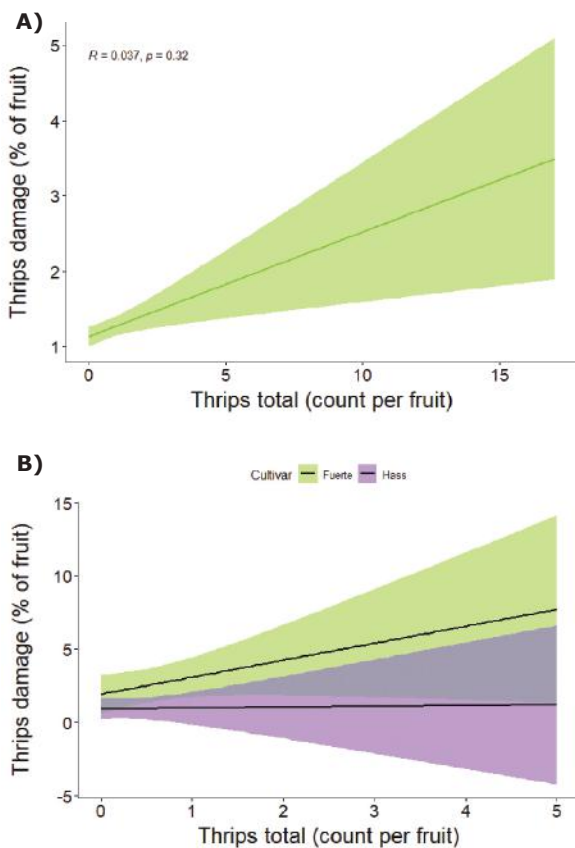 A)
R = 0.037, p = 0.32
Thrips damage (% of fruit)
5
4
3
2
1
0 5 10 15
Thrips total (count per fruit)
B)
Cultivar Fuerte Hass
Thrips damage (% of fruit)
15
10
5
0
-5
0 1 2 3 4 5
Thrips total (count per fruit)